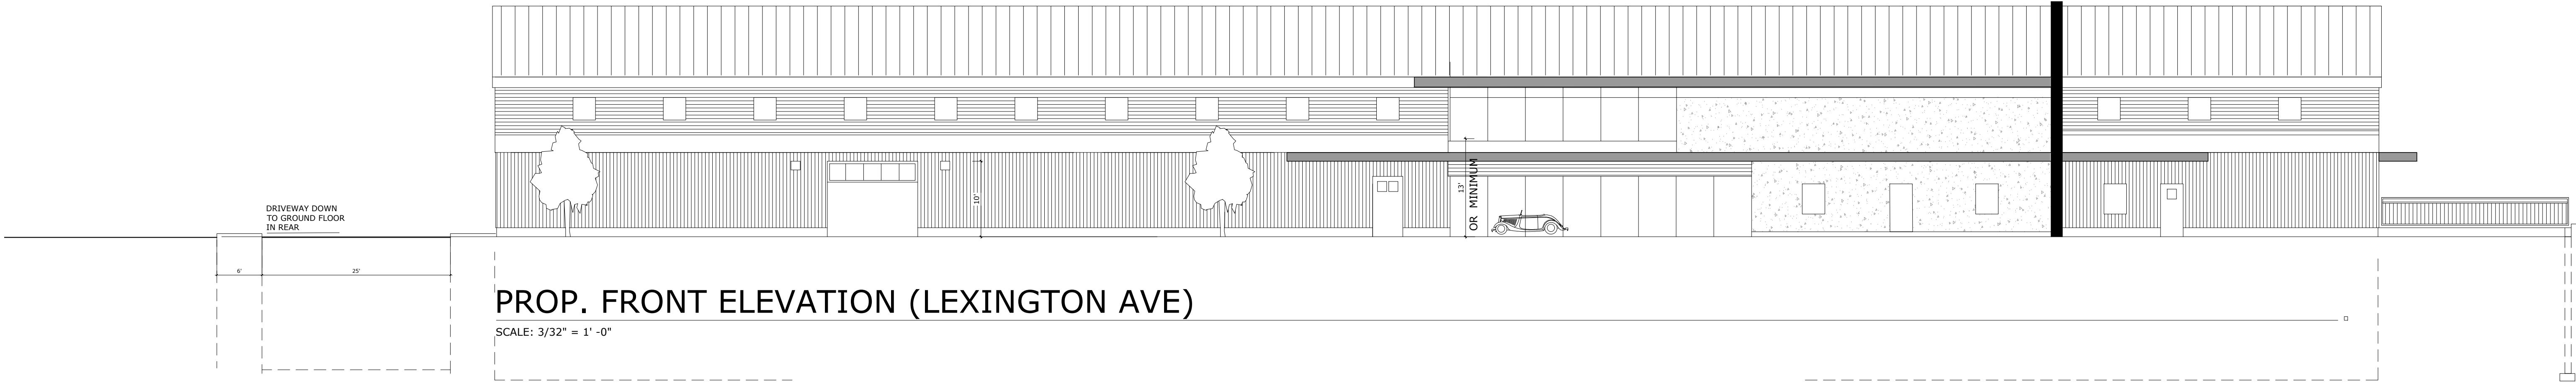 DRIVEWAY DOWN
TO GROUND FLOOR
IN REAR
6'
25'
10'
13'
OR MINIMUM
PROP. FRONT ELEVATION (LEXINGTON AVE)
SCALE: 3/32" = 1' -0"